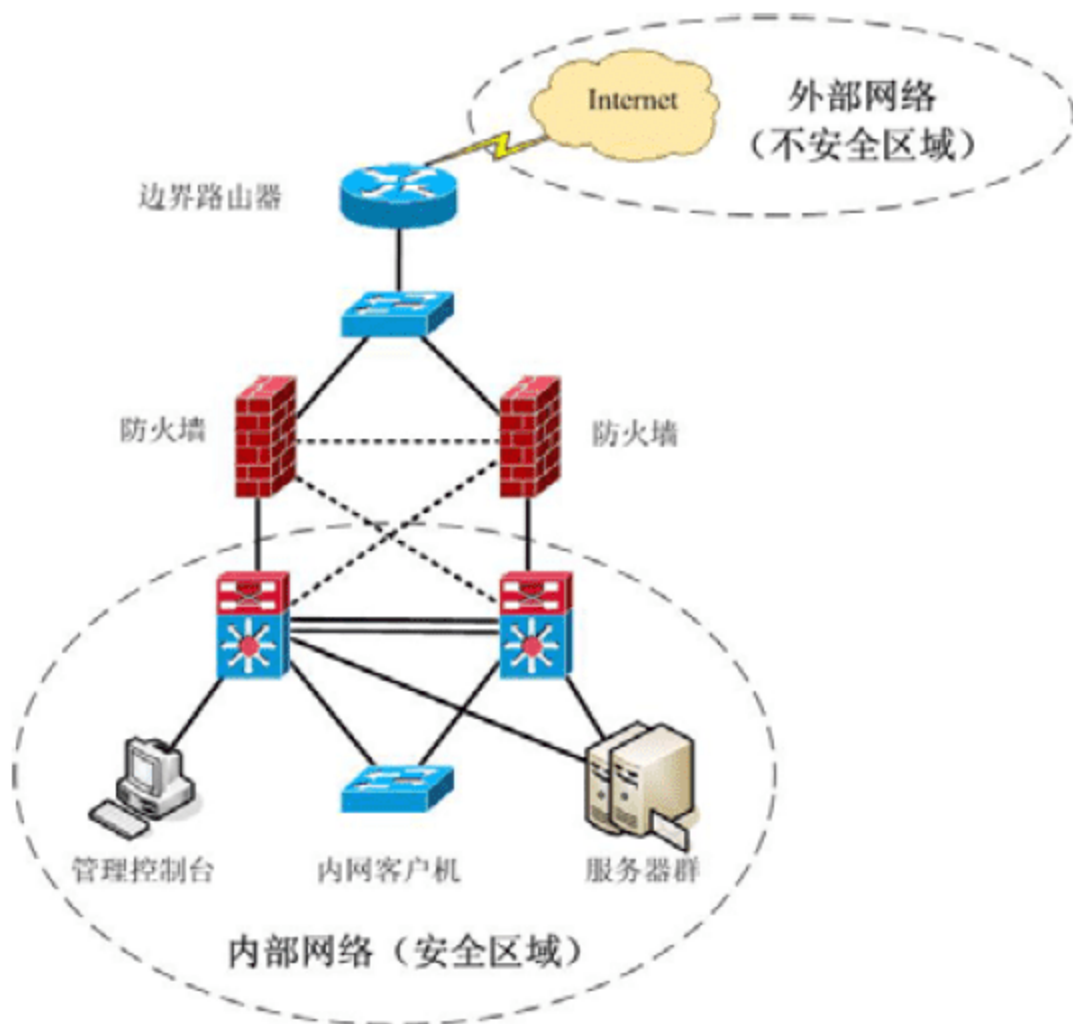 Internet
外部网络
（不安全区域）
边界路由器
防火墙
防火墙
管理控制台
内网客户机
服务器群
内部网络（安全区域）